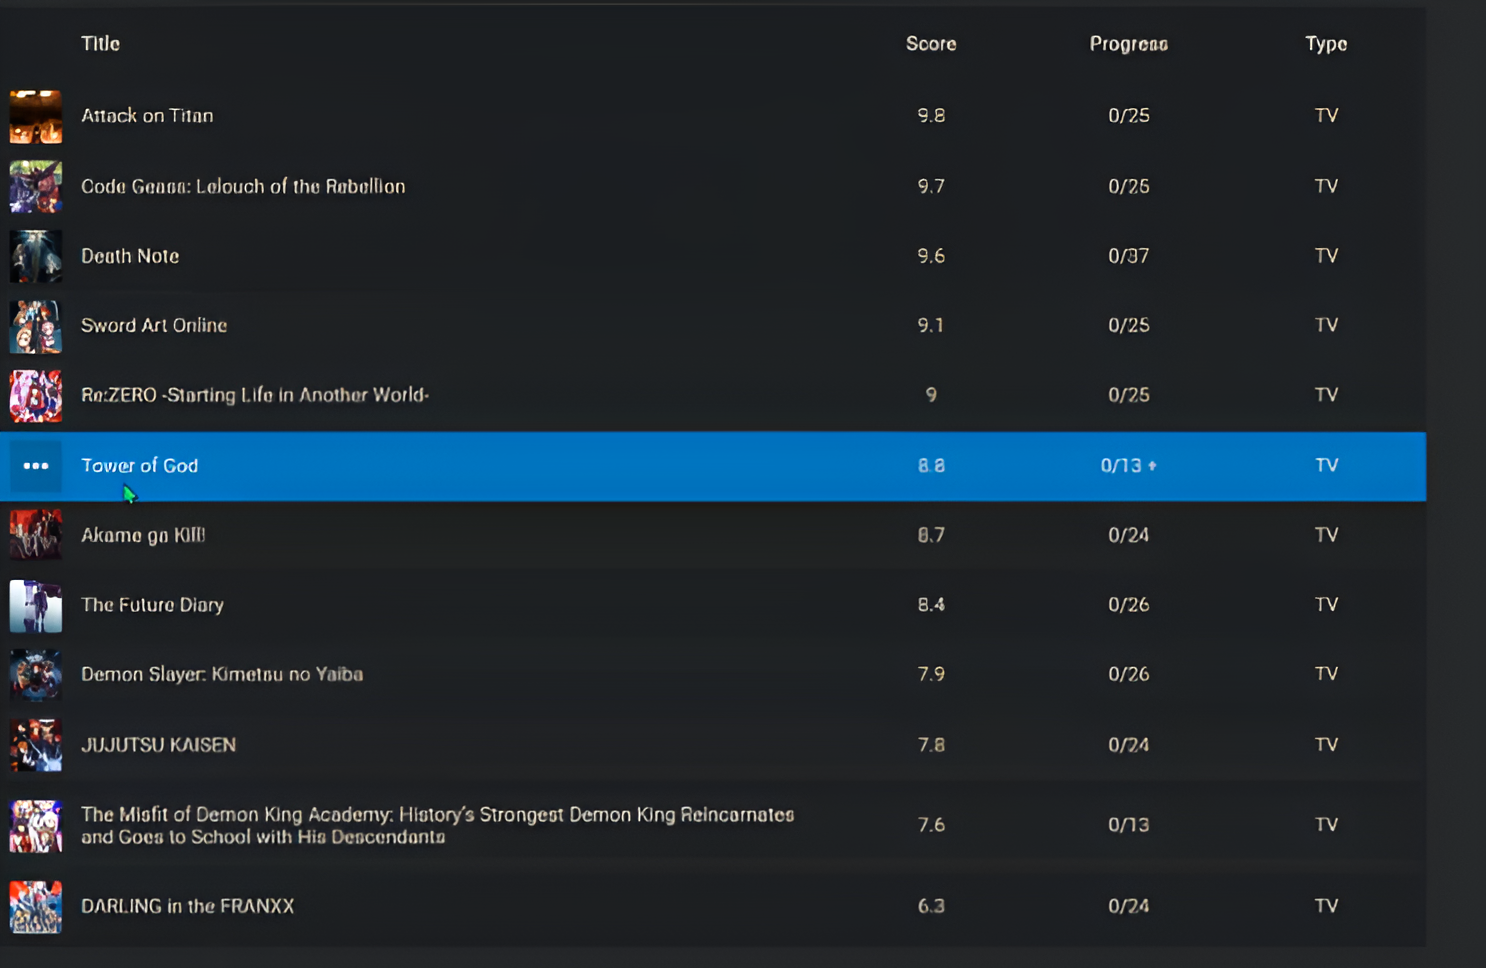 Title Score Progress Type
Attack on Titan 9.8 0/25 TV
Code Geass: Lelouch of the Rebellion 9.7 0/25 TV
Death Note 9.6 0/37 TV
Sword Art Online 9.1 0/25 TV
Re:ZERO -Starting Life in Another World- 9 0/25 TV
Tower of God 8.8 0/13 + TV
Akame ga Kill! 8.7 0/24 TV
The Future Diary 8.4 0/26 TV
Demon Slayer: Kimetsu no Yaiba 7.9 0/26 TV
JUJUTSU KAISEN 7.8 0/24 TV
The Misfit of Demon King Academy: History's Strongest Demon King Reincarnates
and Goes to School with His Descendants 7.6 0/13 TV
DARLING in the FRANXX 6.3 0/24 TV